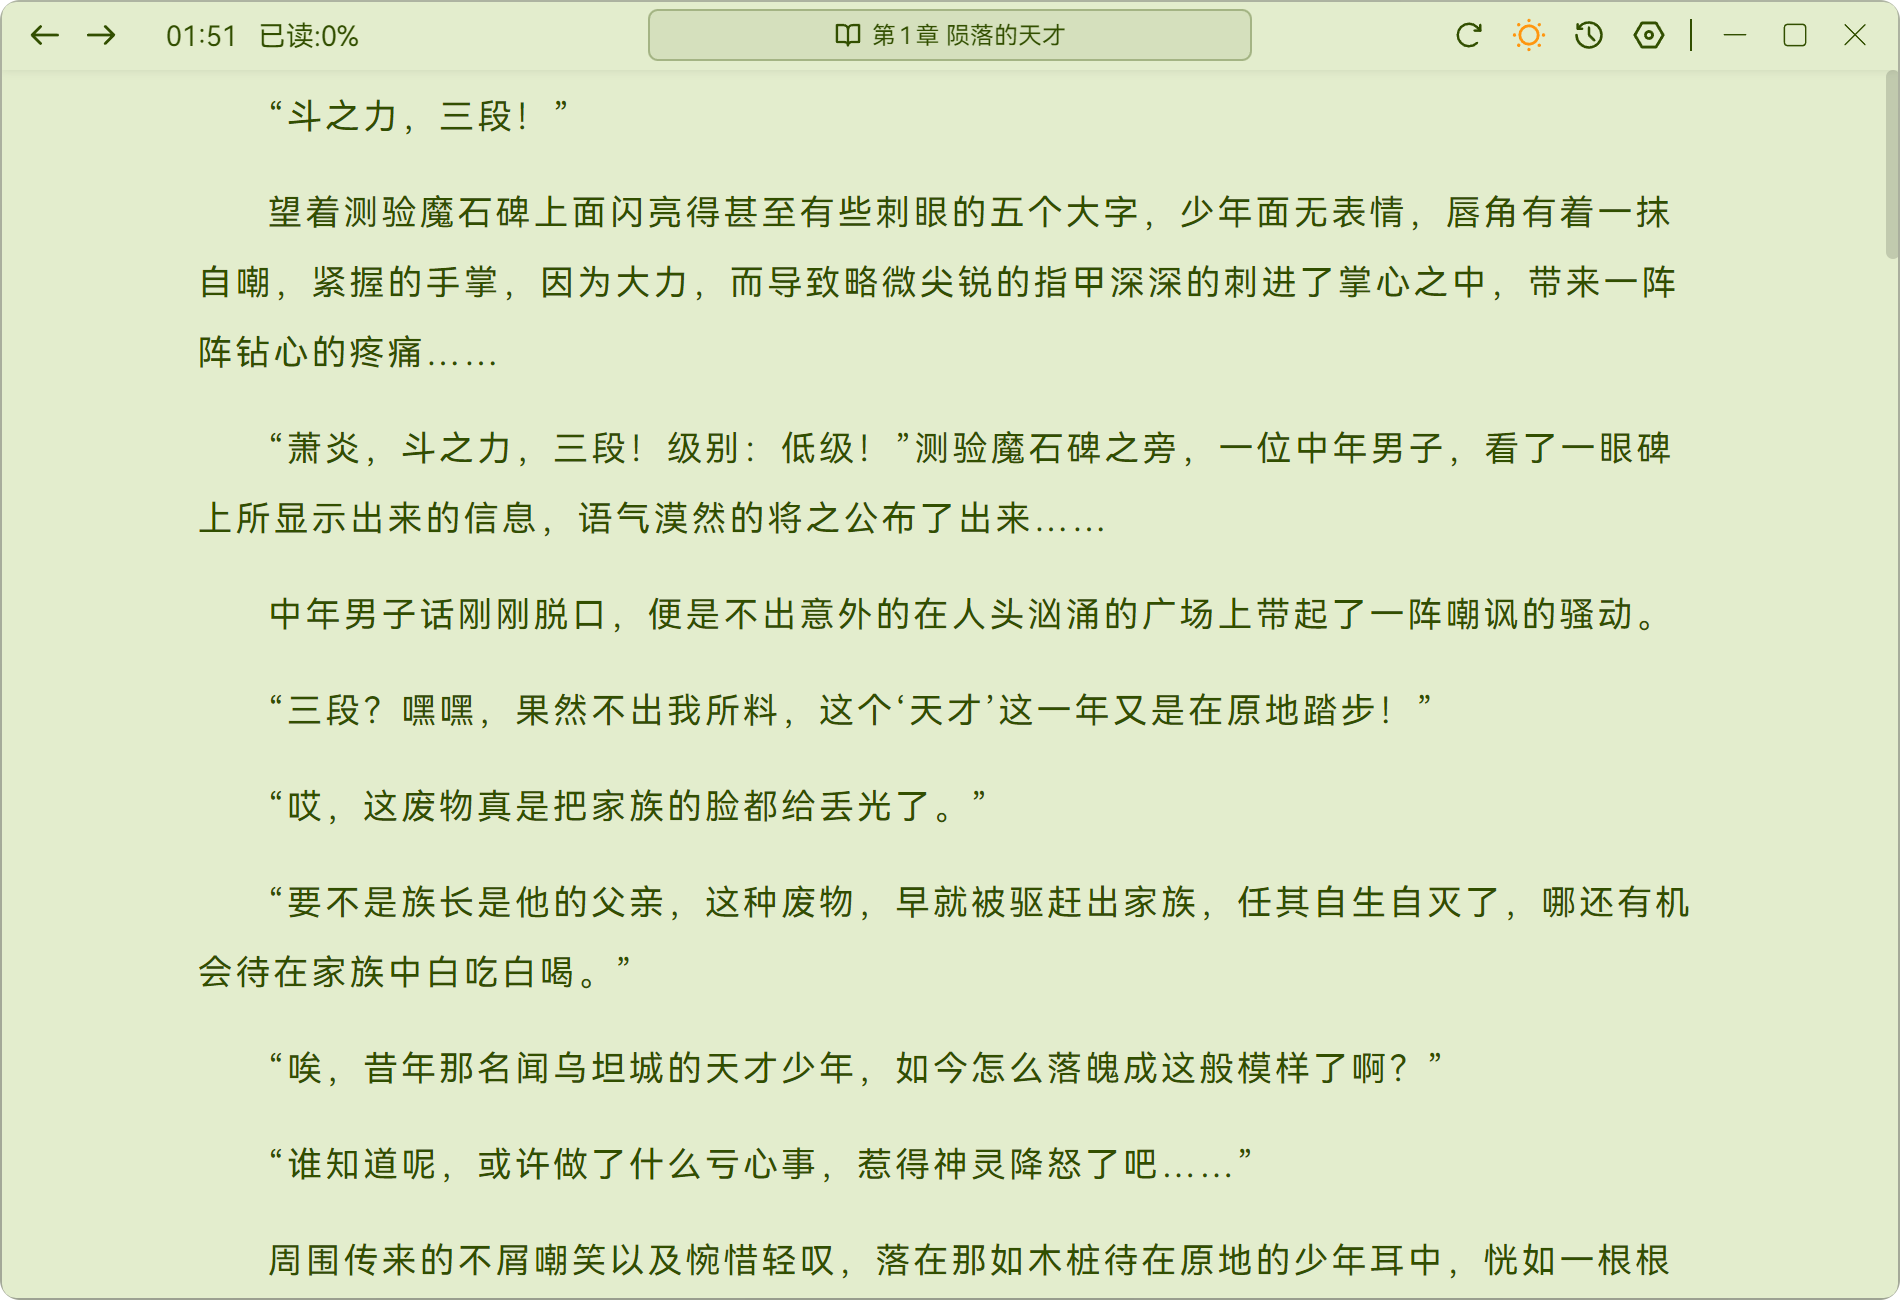 01:51 已读:0% 第1章 陨落的天才
“斗之力，三段！”
望着测验魔石碑上面闪亮得甚至有些刺眼的五个大字，少年面无表情，唇角有着一抹
自嘲，紧握的手掌，因为大力，而导致略微尖锐的指甲深深的刺进了掌心之中，带来一阵
阵钻心的疼痛……
“萧炎，斗之力，三段！级别：低级！”测验魔石碑之旁，一位中年男子，看了一眼碑
上所显示出来的信息，语气漠然的将之公布了出来……
中年男子话刚刚脱口，便是不出意外的在人头汹涌的广场上带起了一阵嘲讽的骚动。
“三段？嘿嘿，果然不出我所料，这个‘天才’这一年又是在原地踏步！”
“哎，这废物真是把家族的脸都给丢光了。”
“要不是族长是他的父亲，这种废物，早就被驱赶出家族，任其自生自灭了，哪还有机
会待在家族中白吃白喝。”
“唉，昔年那名闻乌坦城的天才少年，如今怎么落魄成这般模样了啊？”
“谁知道呢，或许做了什么亏心事，惹得神灵降怒了吧……”
周围传来的不屑嘲笑以及惋惜轻叹，落在那如木桩待在原地的少年耳中，恍如一根根